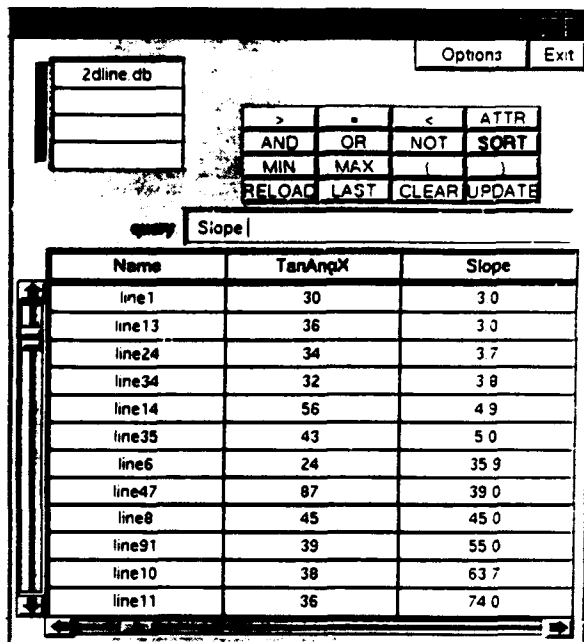 Options Exit
2dline.db
> = < ATTR
AND OR NOT SORT
MIN MAX ( )
RELOAD LAST CLEAR UPDATE
query Slope
Name TanAngX Slope
line1 30 3.0
line13 36 3.3
line24 34 3.7
line34 32 3.8
line14 56 4.9
line35 43 5.0
line6 24 35.9
line47 87 39.0
line8 45 45.0
line91 39 55.0
line10 38 63.7
line11 36 74.0